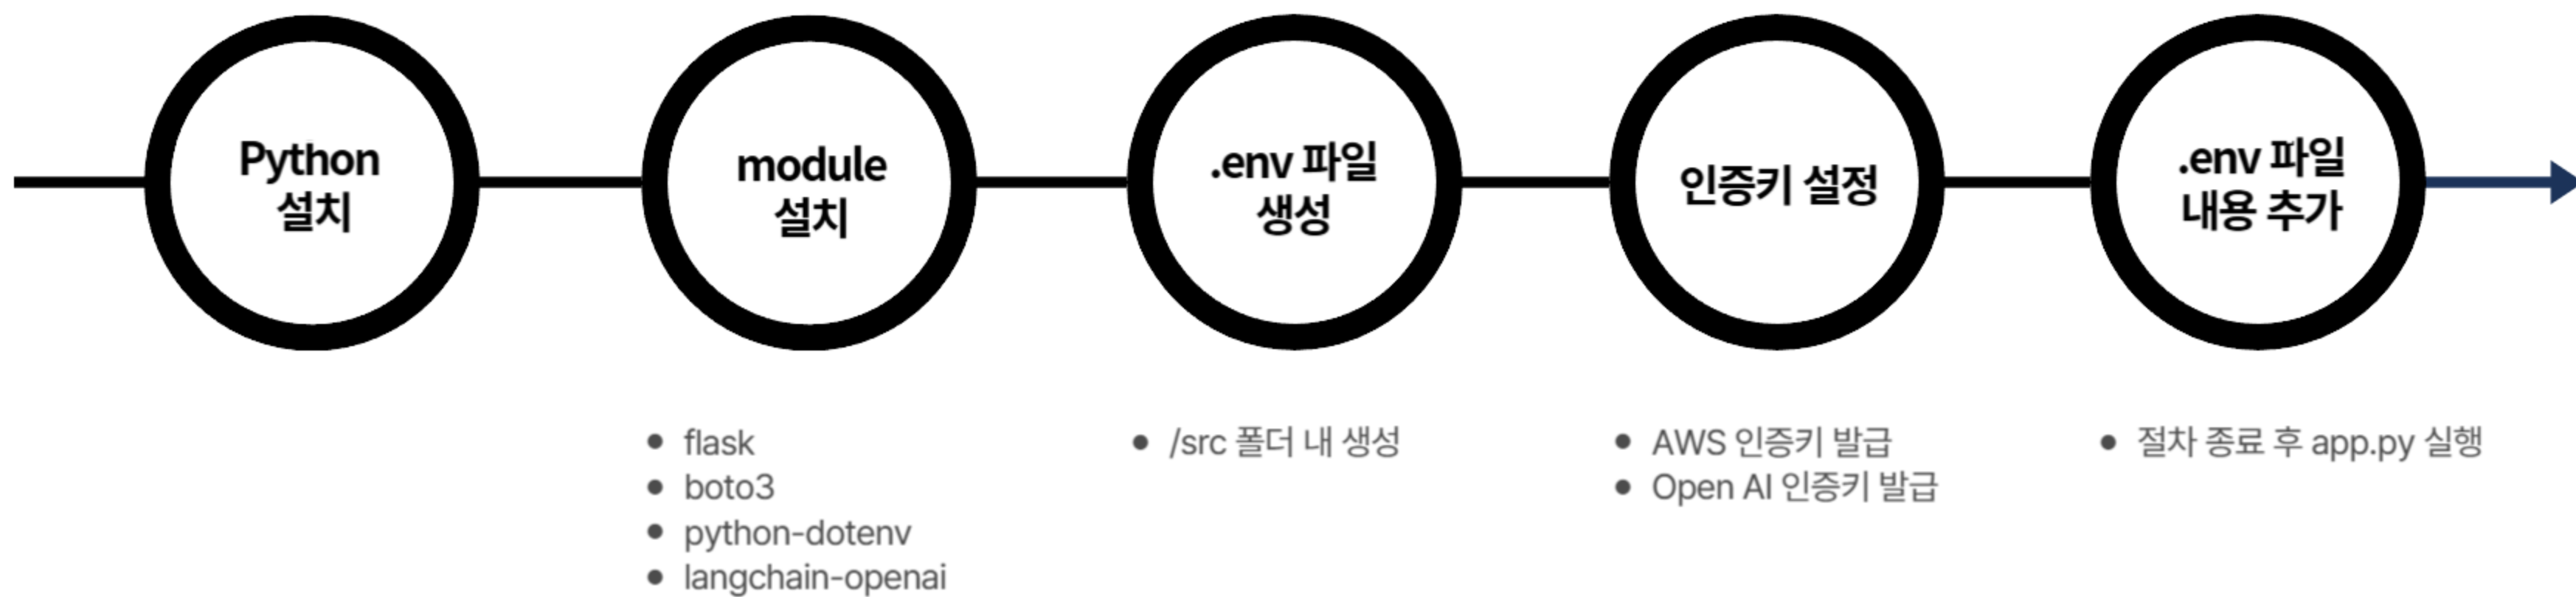 Python
설치
module
설치
.env 파일
생성
인증키 설정
.env 파일
내용 추가
• flask
• boto3
• python-dotenv
• langchain-openai
• /src 폴더 내 생성
• AWS 인증키 발급
• Open AI 인증키 발급
• 절차 종료 후 app.py 실행